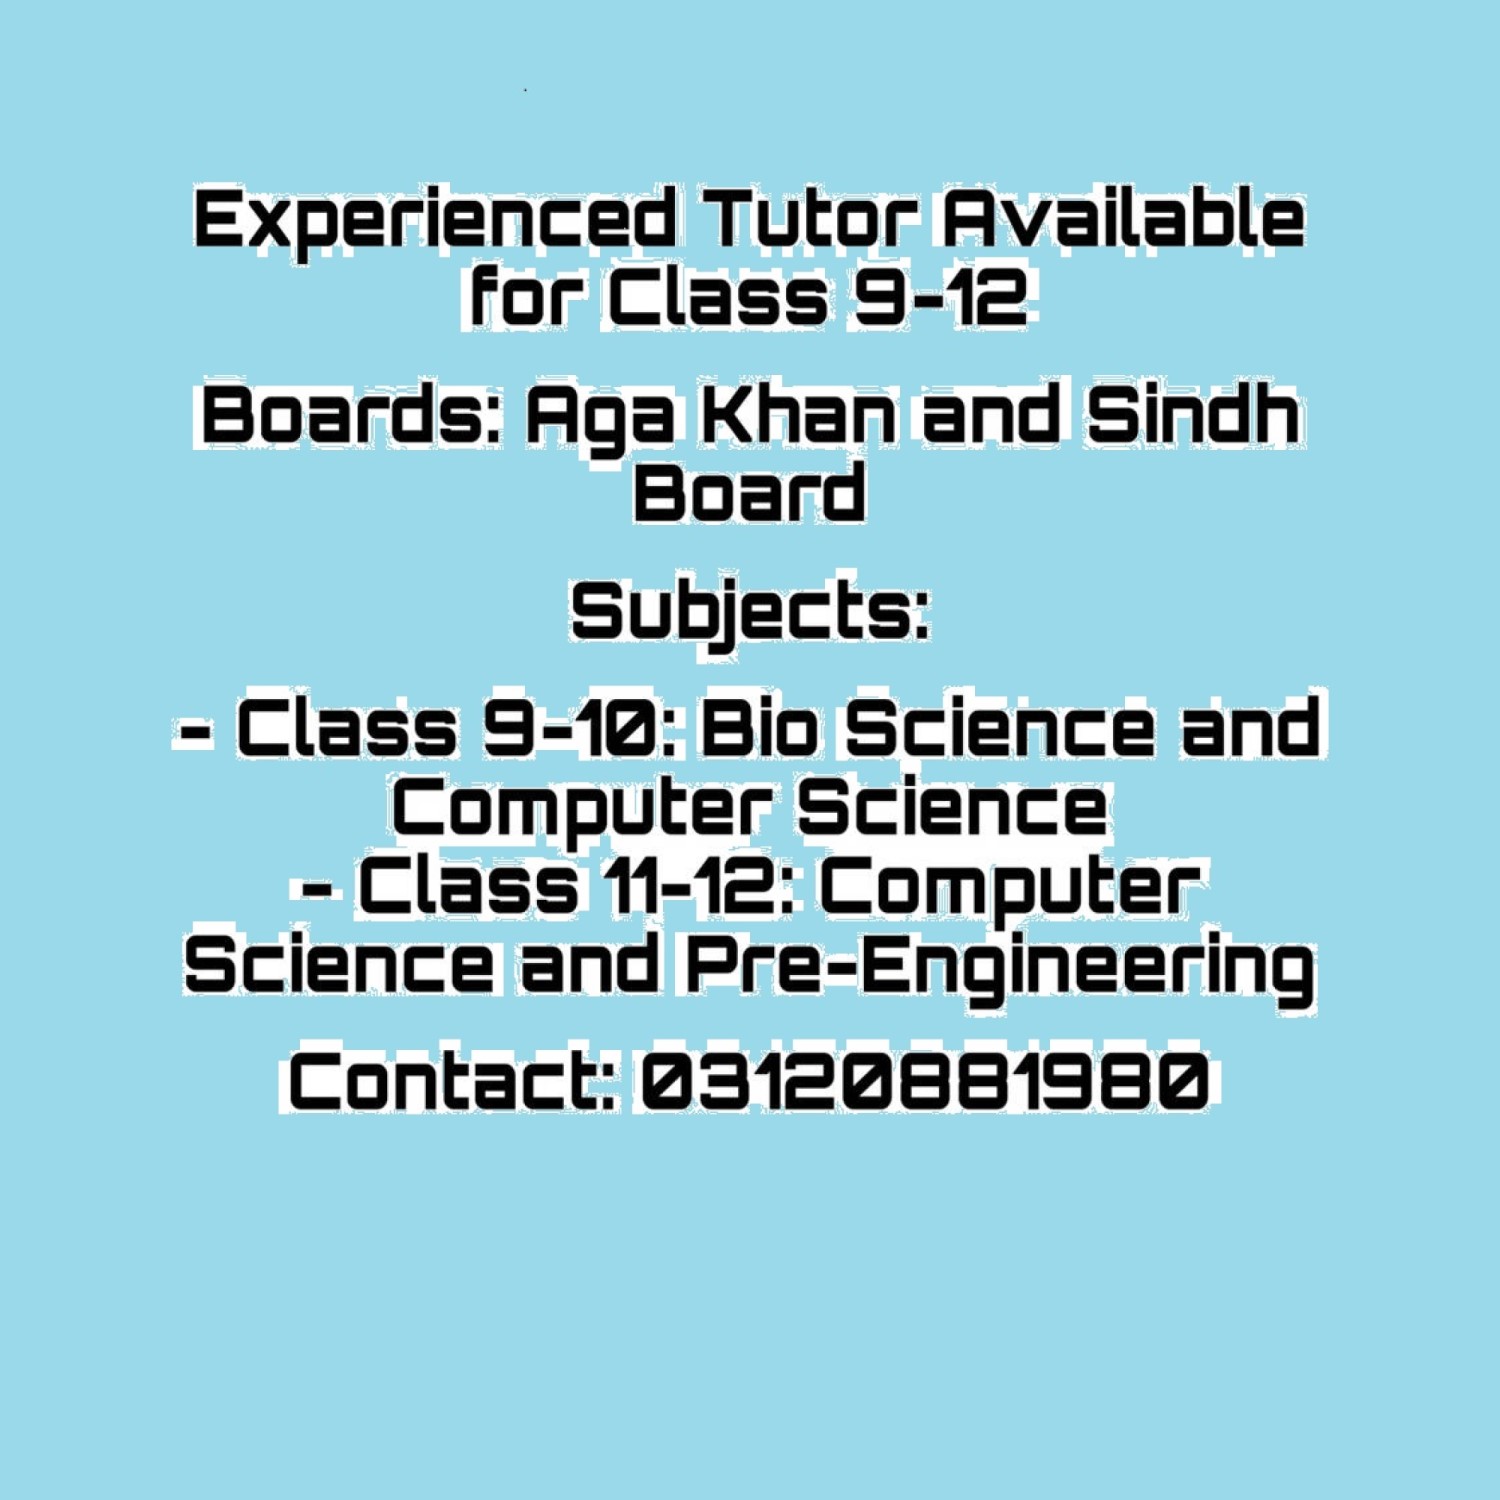 Experienced Tutor Available
for Class 9-12
Boards: Aga Khan and Sindh
Board
Subjects:
- Class 9-10: Bio Science and
Computer Science
- Class 11-12: Computer
Science and Pre-Engineering
Contact: 03120881980